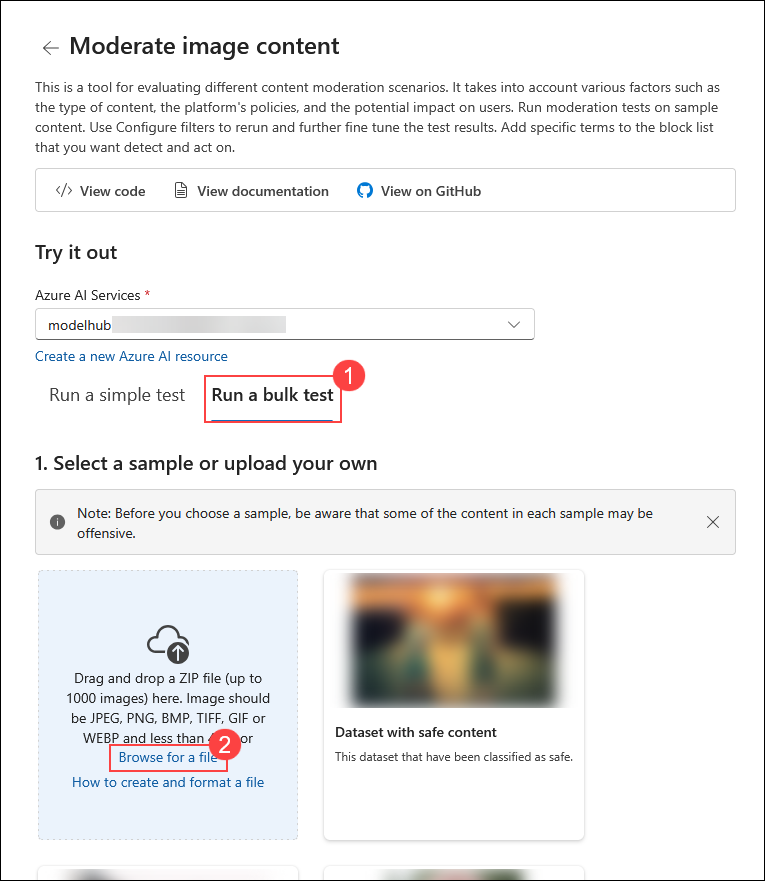 Moderate image content
This is a tool for evaluating different content moderation scenarios. It takes into account various factors such as
the type of content, the platform's policies, and the potential impact on users. Run moderation tests on sample
content. Use Configure filters to rerun and further fine tune the test results. Add specific terms to the block list
that you want detect and act on.
View code View documentation View on GitHub
Try it out
Azure AI Services *
modelhub
Create a new Azure AI resource
1
Run a simple test Run a bulk test
1. Select a sample or upload your own
Note: Before you choose a sample, be aware that some of the content in each sample may be
offensive.
Drag and drop a ZIP file (up to
1000 images) here. Image should
be JPEG, PNG, BMP, TIFF, GIF or
WEBP and less than or
2
Browse for a file
How to create and format a file
Dataset with safe content
This dataset that have been classified as safe.